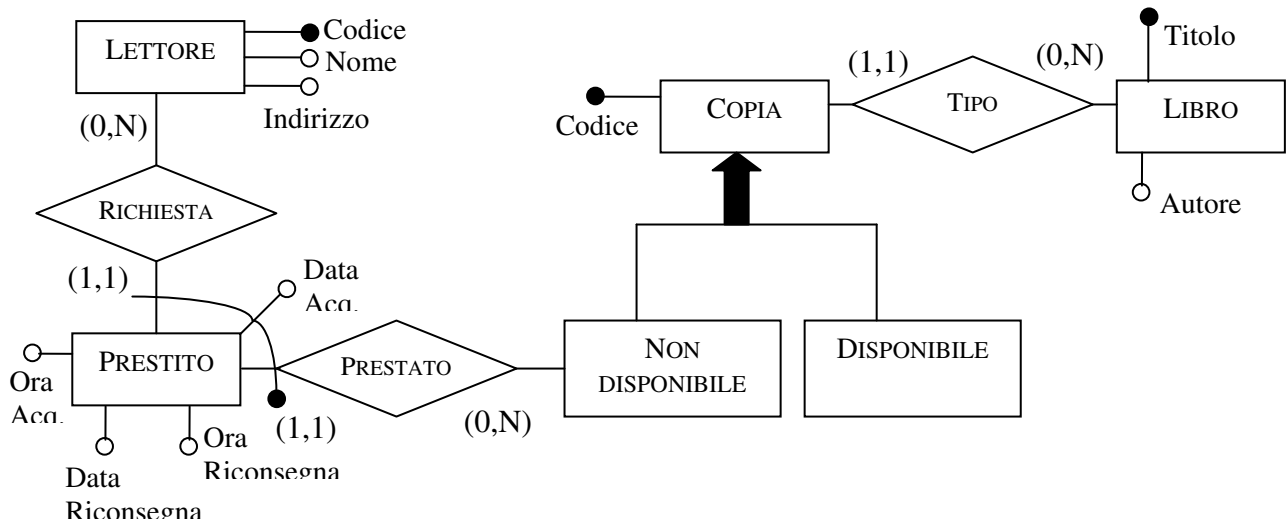 LETTORE
Codice
Nome
Indirizzo
(0,N)
RICHIESTA
(1,1)
Data
Acq.
PRESTITO
Ora
Acq.
Data
Riconsegna
Ora
Riconsegna
(1,1)
PRESTATO
(0,N)
NON
DISPONIBILE
DISPONIBILE
Codice
COPIA
(1,1)
TIPO
(0,N)
LIBRO
Titolo
Autore